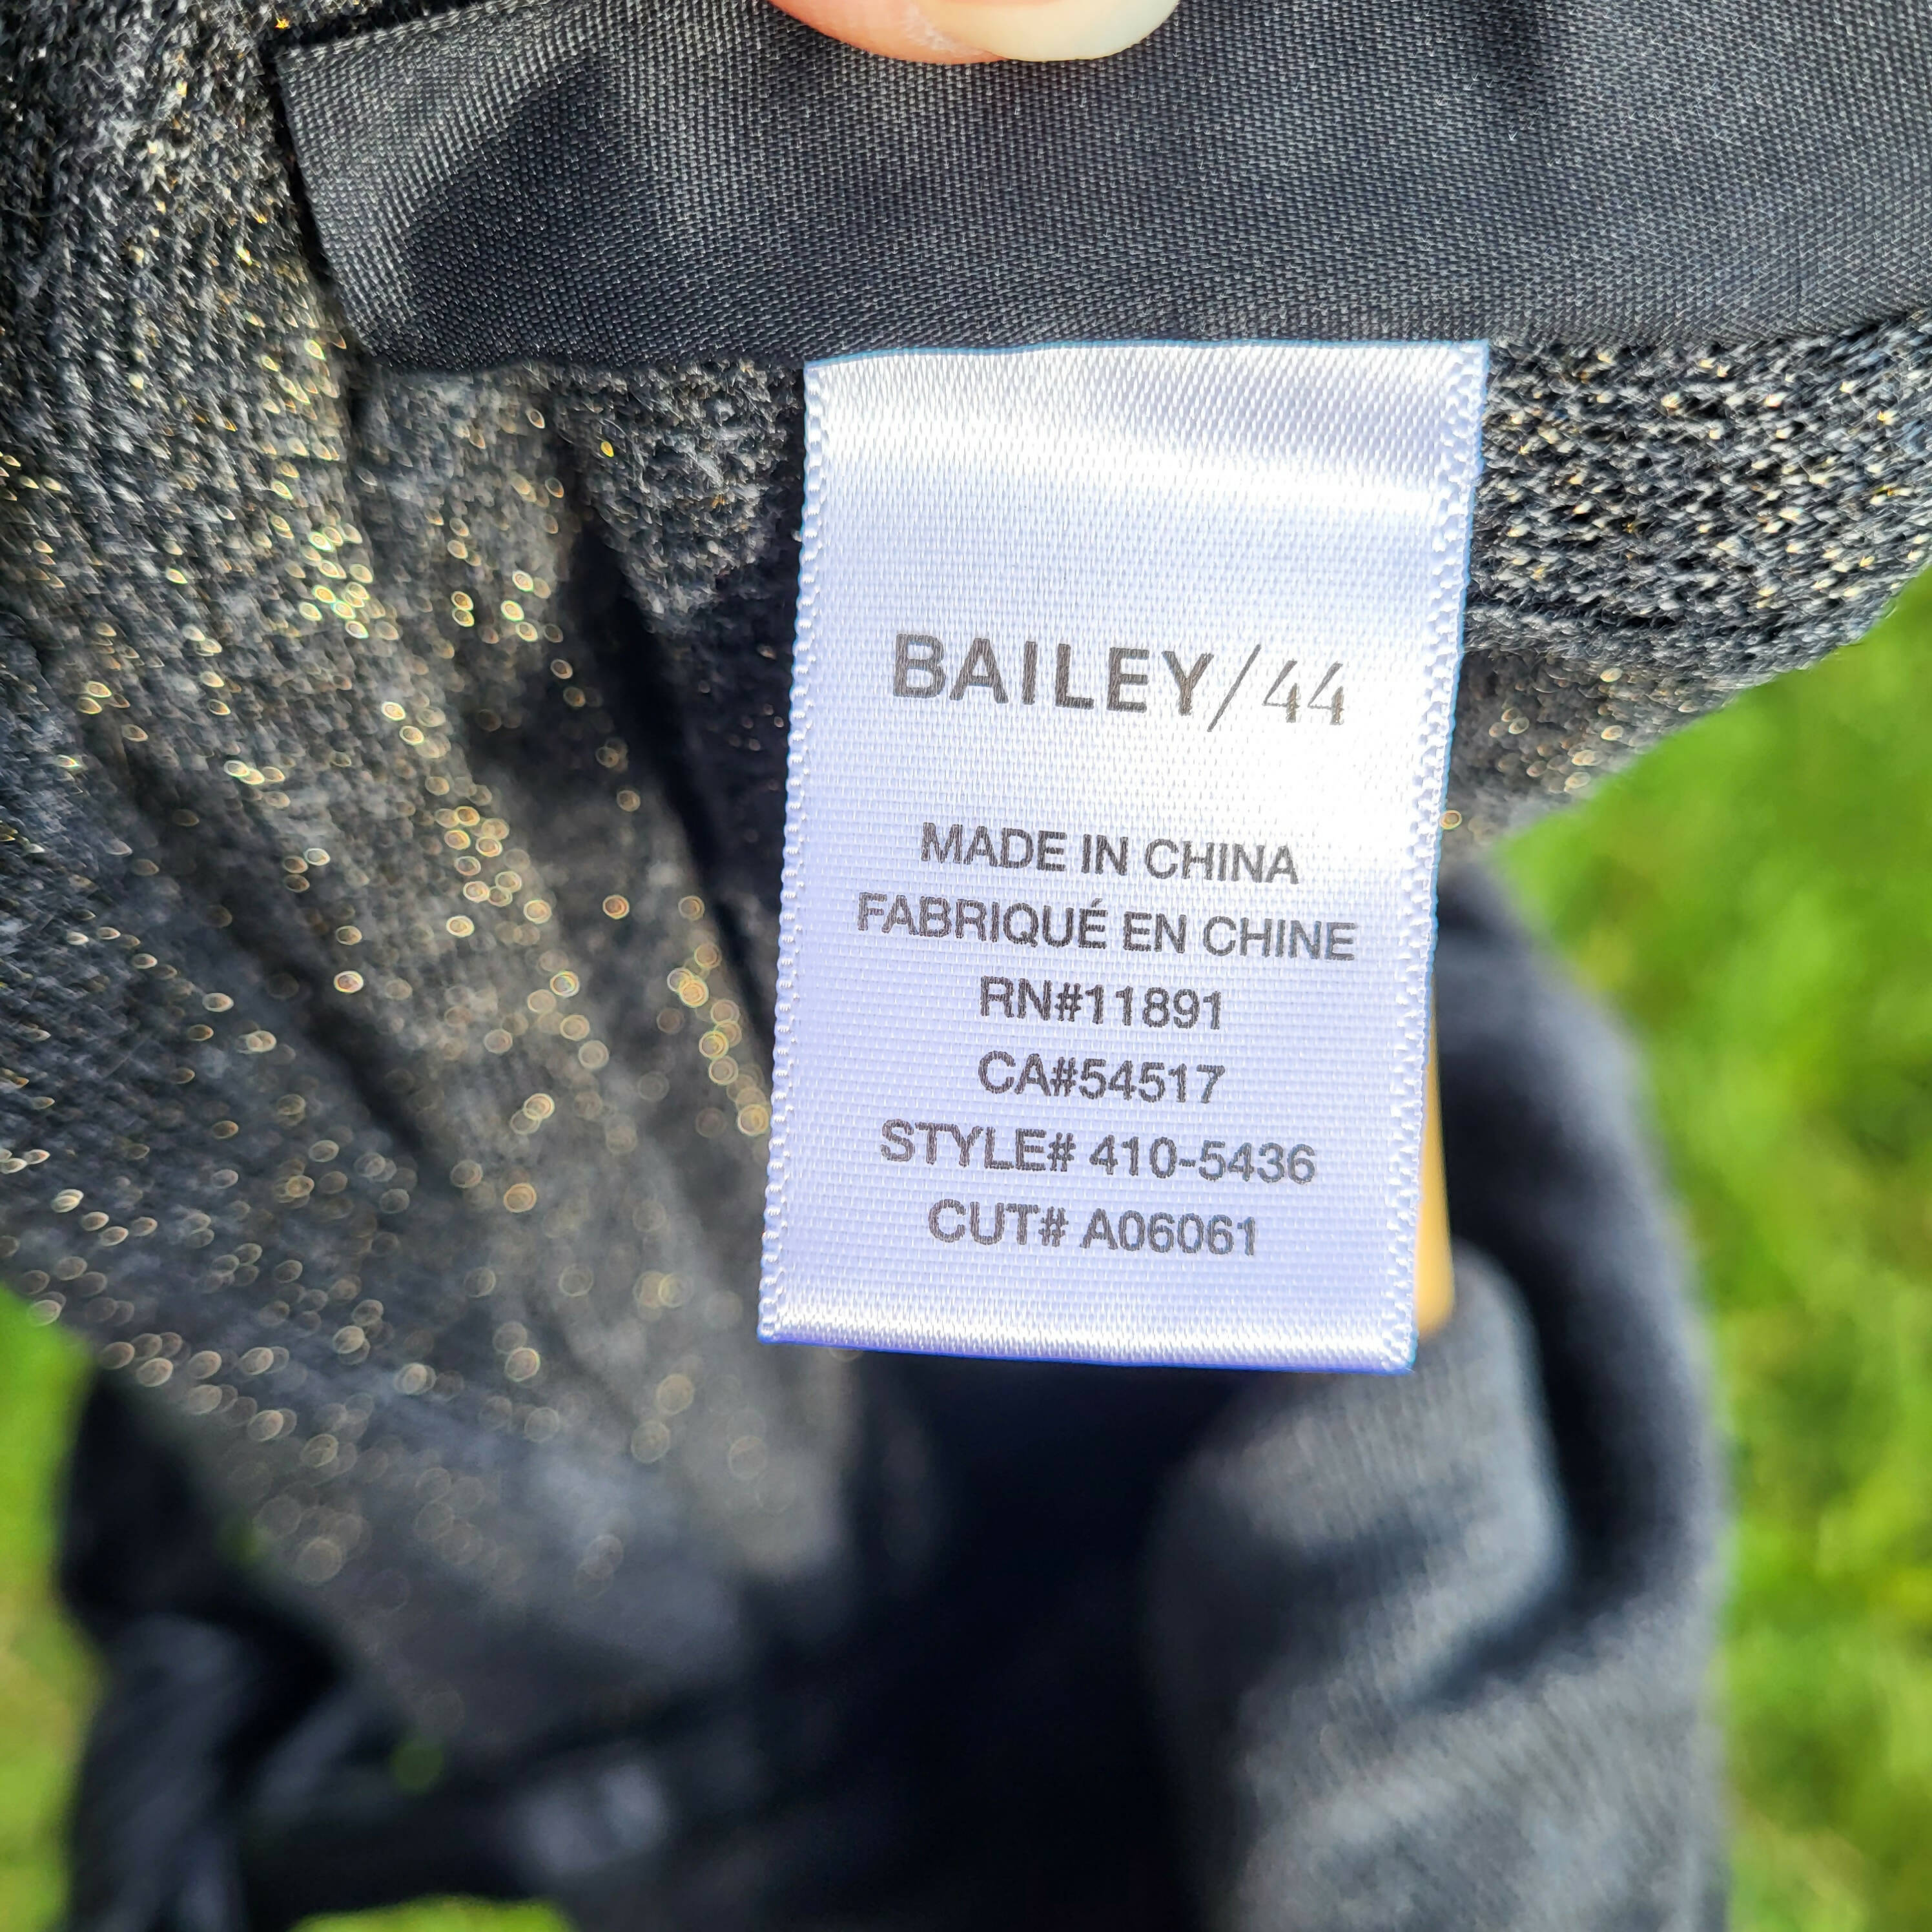 BAILEY/44
MADE IN CHINA
FABRIQUÉ EN CHINE
RN#11891
CA#54517
STYLE# 410-5436
CUT# A06061